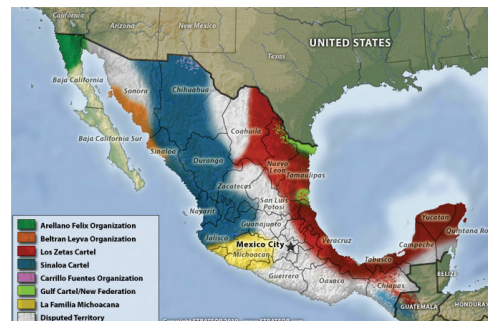 California
Arizona
New Mexico
UNITED STATES
Texas
Baja California
Sonora
Chihuahua
Coahuila
Baja California Sur
Sinaloa
Durango
Nuevo
Leon
Tamaulipas
Zacatecas
San Luis
Potosi
Nayarit
Guanajuato
Yucatan
Quintana Roo
Jalisco
Mexico City
Veracruz
Campeche
Michoacan
Tabasco
Guerrero
Oaxaca
Chiapas
BELIZE
GUATEMALA
HONDURAS
Arellano Felix Organization
Beltran Leyva Organization
Los Zetas Cartel
Sinaloa Cartel
Carrillo Fuentes Organization
Gulf Cartel/New Federation
La Familia Michoacana
Disputed Territory